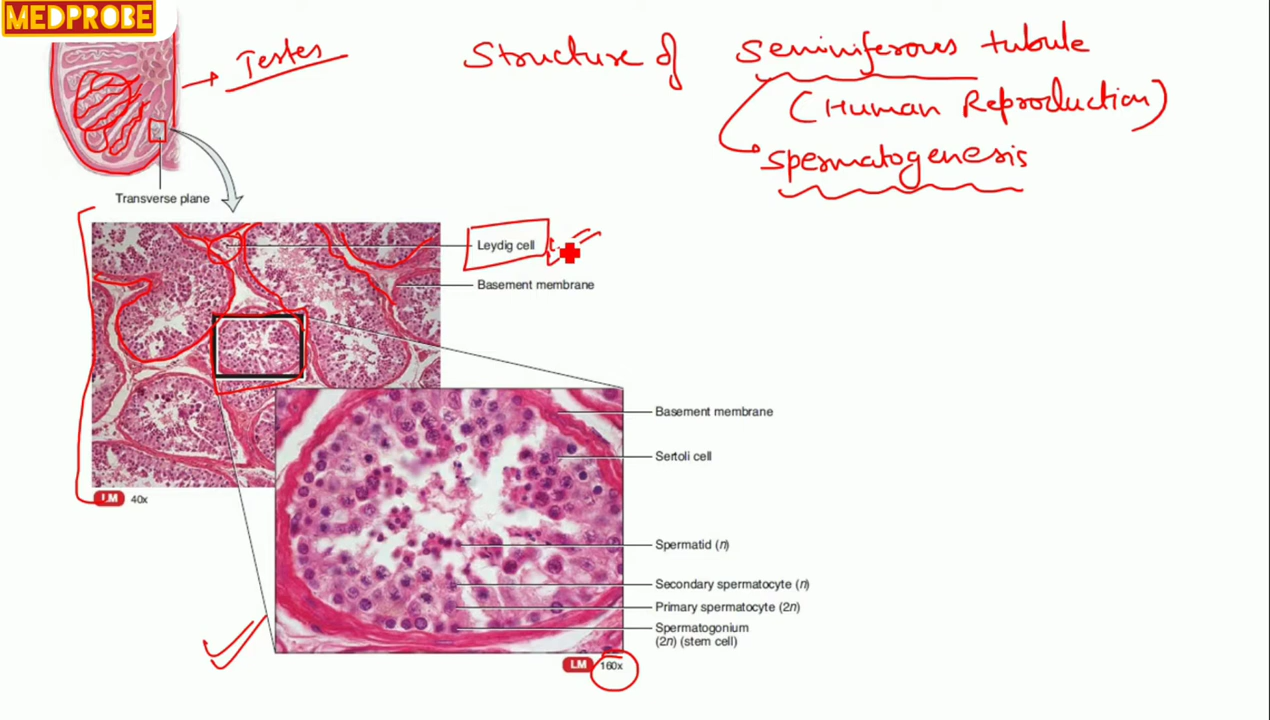 MEDPROBE
Testes
Structure of seminiferous tubule
(Human Reproduction)
spermatogenesis
Transverse plane
Leydig cell
Basement membrane
LM 40x
Basement membrane
Sertoli cell
Spermatid (n)
Secondary spermatocyte (n)
Primary spermatocyte (2n)
Spermatogonium
(2n) (stem cell)
LM 160x